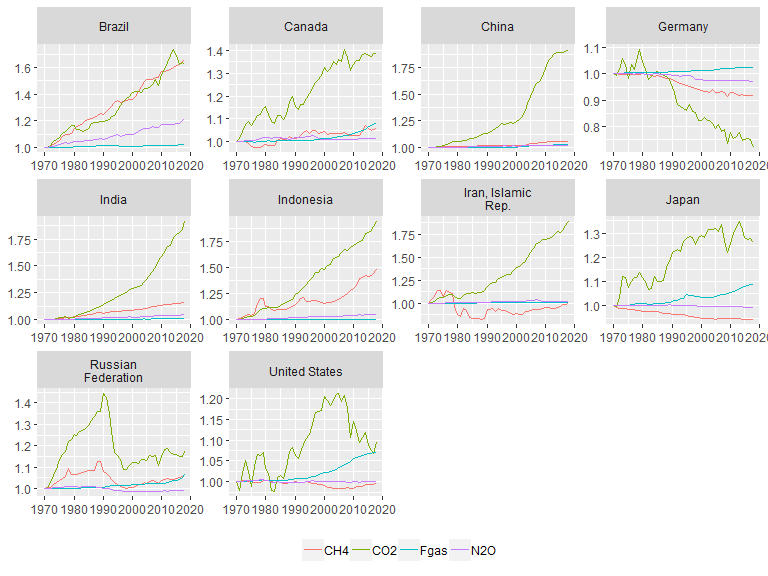 Brazil Canada China Germany
1.6 1.4 1.2 1.0
1970 1980 1990 2000 2010 2020
1.4 1.3 1.2 1.1 1.0
1970 1980 1990 2000 2010 2020
1.75 1.50 1.25 1.00
1970 1980 1990 2000 2010 2020
1.1 1.0 0.9 0.8
1970 1980 1990 2000 2010 2020
India Indonesia Iran, Islamic
Rep. Japan
1.75 1.50 1.25 1.00
1970 1980 1990 2000 2010 2020
1.75 1.50 1.25 1.00
1970 1980 1990 2000 2010 2020
1.75 1.50 1.25 1.00
1970 1980 1990 2000 2010 2020
1.3 1.2 1.1 1.0
1970 1980 1990 2000 2010 2020
Russian
Federation United States
1.4 1.3 1.2 1.1 1.0
1970 1980 1990 2000 2010 2020
1.20 1.15 1.10 1.05 1.00
1970 1980 1990 2000 2010 2020
CH4 CO2 Fgas N2O